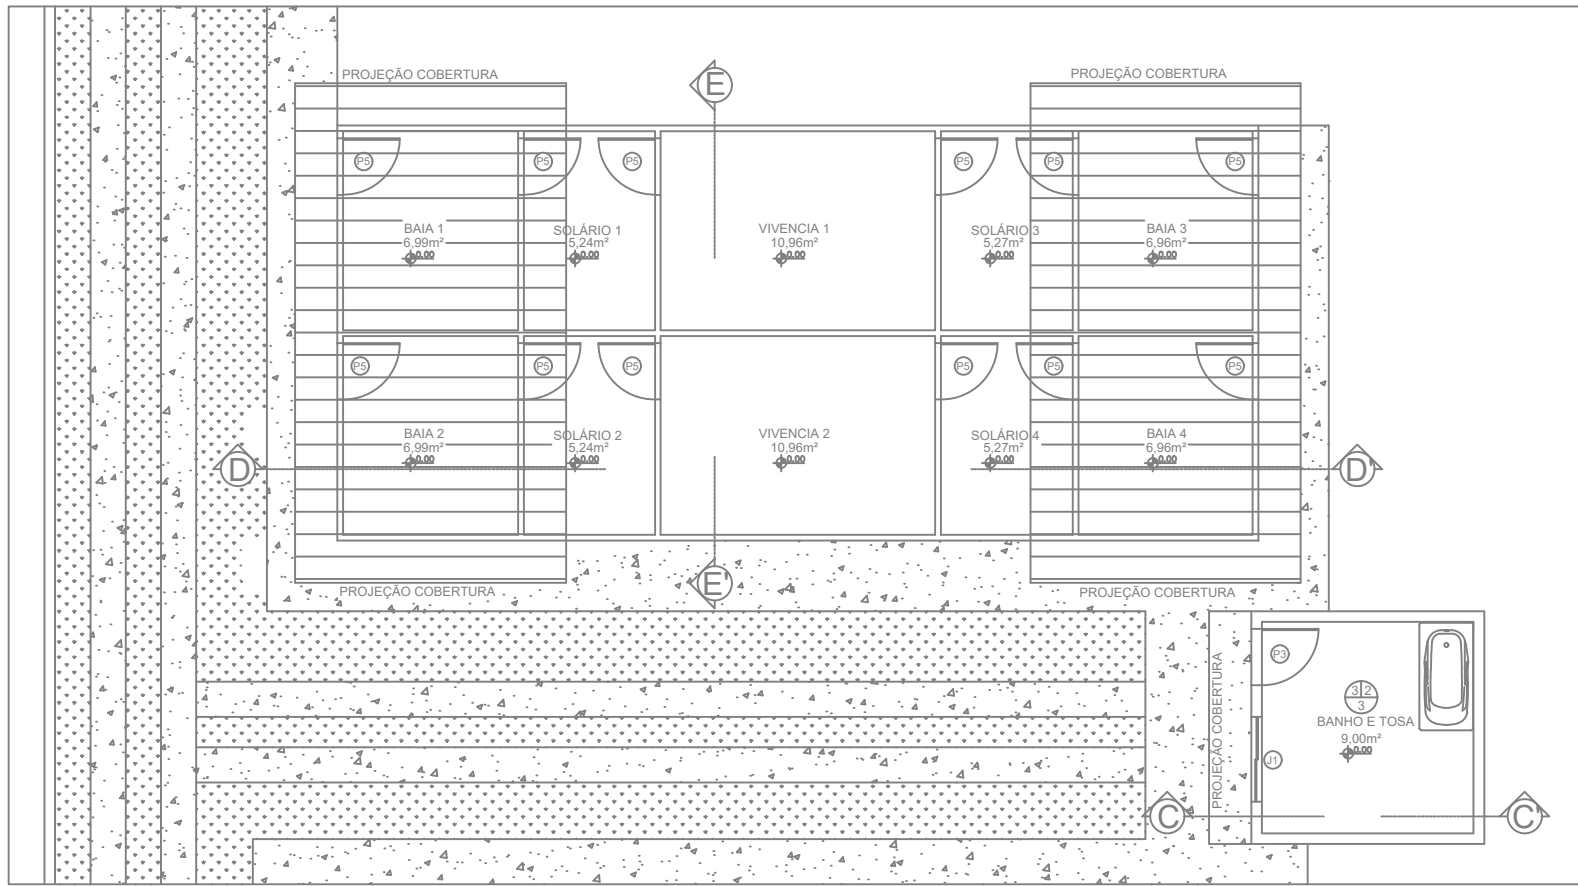 PROJEÇÃO COBERTURA
PROJEÇÃO COBERTURA
E
P5
P5
P5
P5
P5
P5
BAIA 1
6,99m²
0.00
SOLÁRIO 1
5,24m²
0.00
VIVENCIA 1
10,96m²
0.00
SOLÁRIO 3
5,27m²
0.00
BAIA 3
6,96m²
0.00
P5
P5
P5
P5
P5
P5
BAIA 2
6,99m²
0.00
SOLÁRIO 2
5,24m²
0.00
VIVENCIA 2
10,96m²
0.00
SOLÁRIO 4
5,27m²
0.00
BAIA 4
6,96m²
0.00
D
D'
E'
PROJEÇÃO COBERTURA
PROJEÇÃO COBERTURA
PROJEÇÃO COBERTURA
P3
3 2
3
BANHO E TOSA
9,00m²
0.00
J1
C
C'